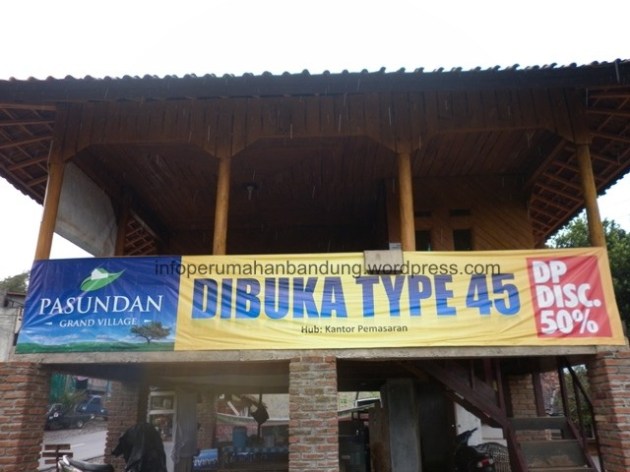 infoperumahanbandung.wordpress.com
PASUNDAN
GRAND VILLAGE
DIBUKA TYPE 45
Hub: Kantor Pemasaran
DP
DISC.
50%